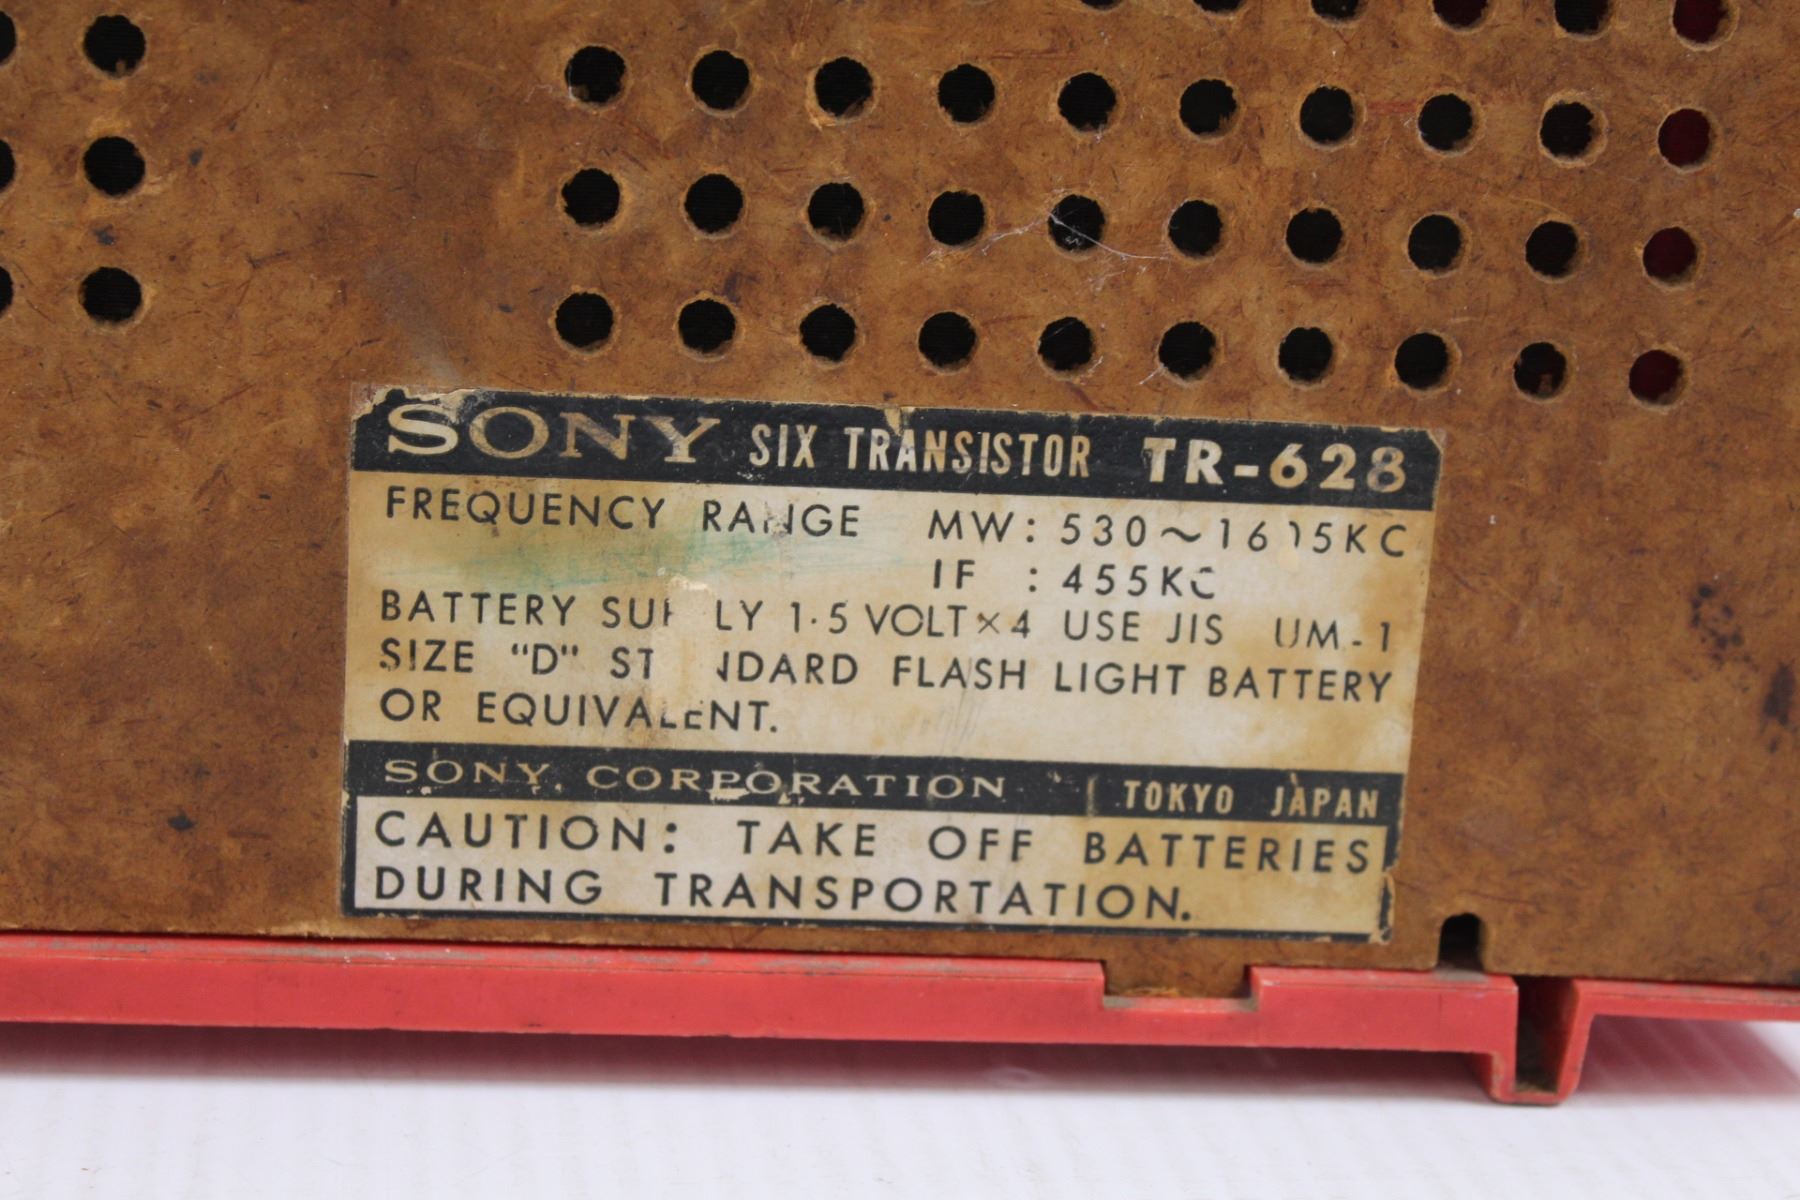 SONY SIX TRANSISTOR TR-628
FREQUENCY RANGE MW: 530~1605KC
IF : 455KC
BATTERY SUPPLY 1.5 VOLT×4 USE JIS UM-1
SIZE "D" STANDARD FLASH LIGHT BATTERY
OR EQUIVALENT.
SONY CORPORATION TOKYO JAPAN
CAUTION: TAKE OFF BATTERIES
DURING TRANSPORTATION.